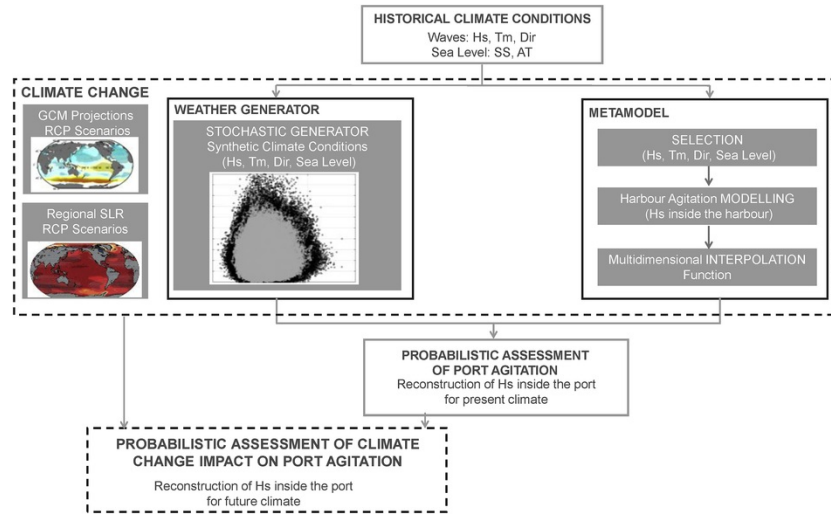 HISTORICAL CLIMATE CONDITIONS
Waves: Hs, Tm, Dir
Sea Level: SS, AT
CLIMATE CHANGE
GCM Projections
RCP Scenarios
Regional SLR
RCP Scenarios
WEATHER GENERATOR
STOCHASTIC GENERATOR
Synthetic Climate Conditions
(Hs, Tm, Dir, Sea Level)
METAMODEL
SELECTION
(Hs, Tm, Dir, Sea Level)
Harbour Agitation MODELLING
(Hs inside the harbour)
Multidimensional INTERPOLATION
Function
PROBABILISTIC ASSESSMENT
OF PORT AGITATION
Reconstruction of Hs inside the port
for present climate
PROBABILISTIC ASSESSMENT OF CLIMATE
CHANGE IMPACT ON PORT AGITATION
Reconstruction of Hs inside the port
for future climate